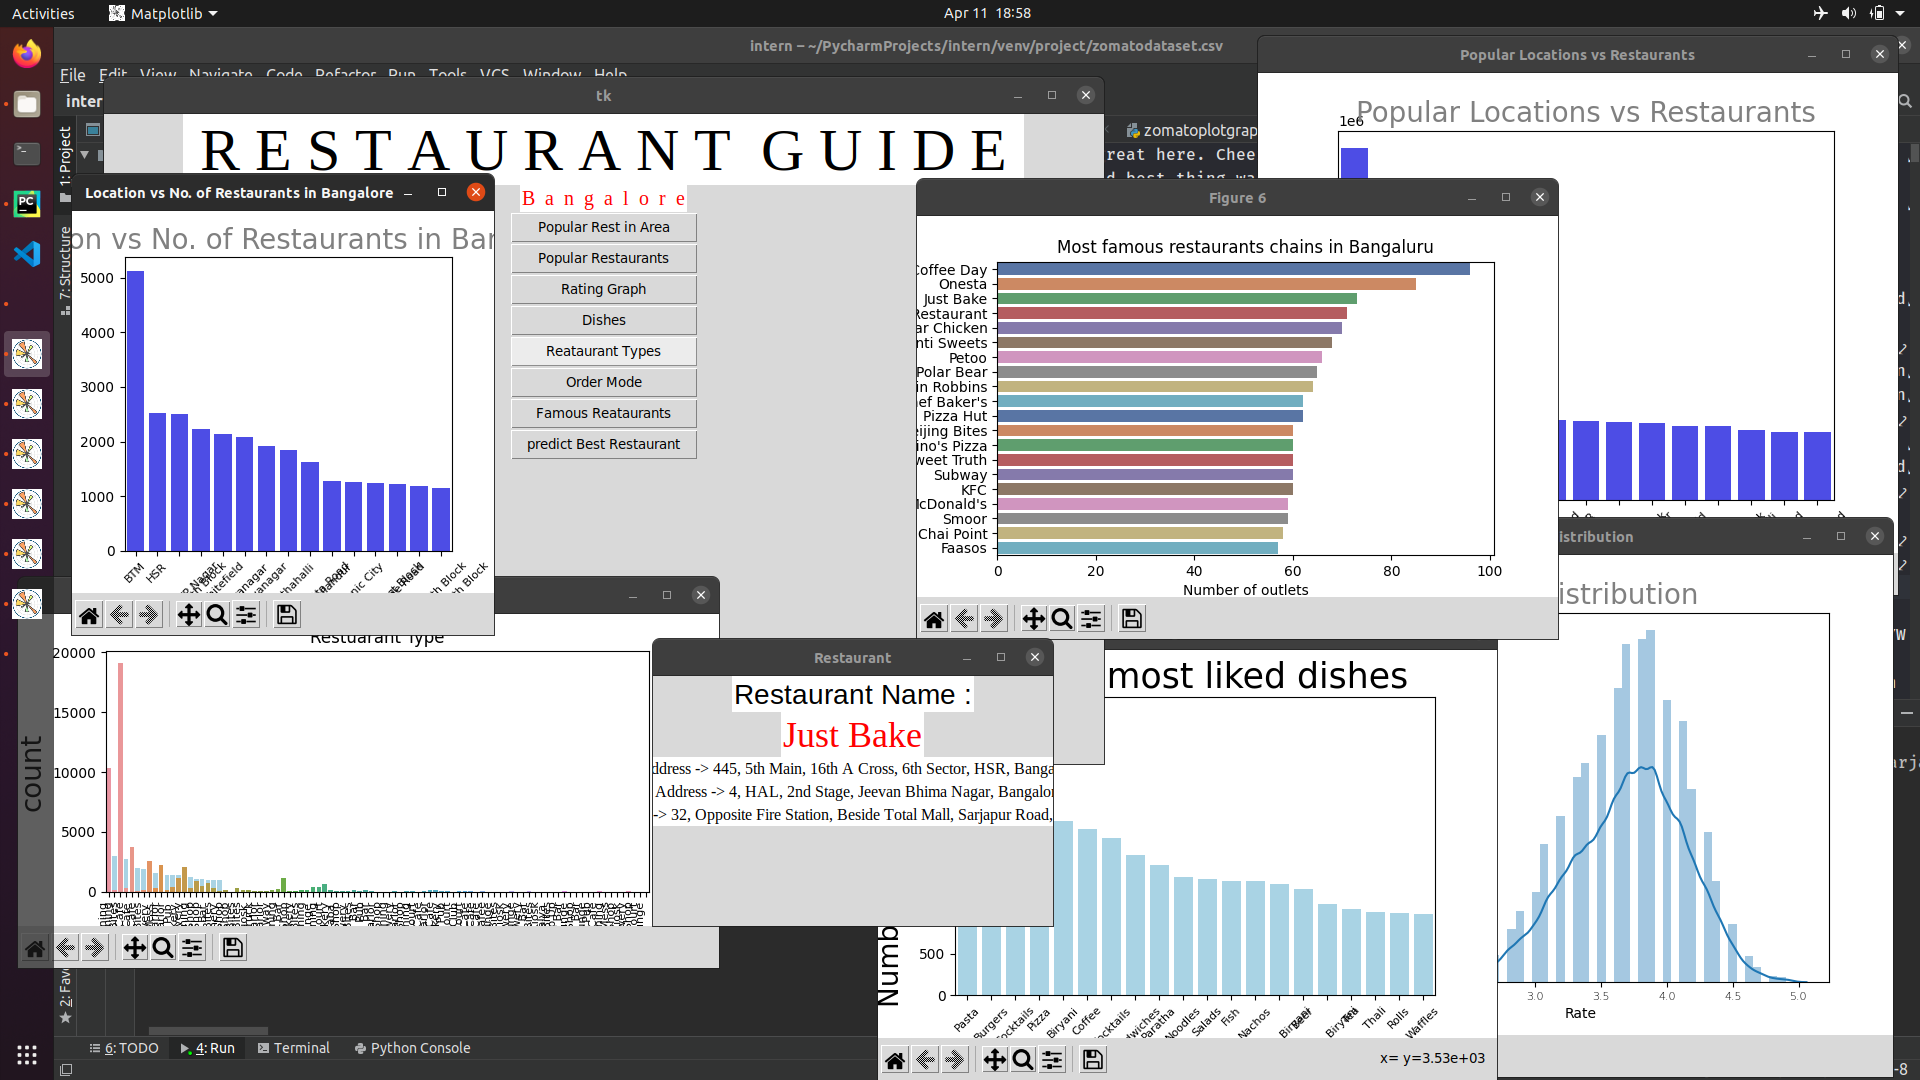 Activities
Matplotlib
Apr 11 18:58
intern – ~/PycharmProjects/intern/venv/project/zomatodataset.csv
File Edit View Navigate Code Refactor Run Tools VCS Window Help
inter
1: Project
7: Structure
tk
RESTAURANT GUIDE
Bangalore
Popular Rest in Area
Popular Restaurants
Rating Graph
Dishes
Reataurant Types
Order Mode
Famous Reataurants
predict Best Restaurant
zomatoplotgrap
reat here. Chee
d best thing wa
Popular Locations vs Restaurants
Popular Locations vs Restaurants
1e6
Location vs No. of Restaurants in Bangalore
on vs No. of Restaurants in Bar
5000
4000
3000
2000
1000
0
BTM
HSR
Figure 6
Most famous restaurants chains in Bangaluru
Coffee Day
Onesta
Just Bake
Restaurant
ar Chicken
nti Sweets
Petoo
Polar Bear
in Robbins
ef Baker's
Pizza Hut
eijing Bites
ino's Pizza
weet Truth
Subway
KFC
McDonald's
Smoor
Chai Point
Faasos
0 20 40 60 80 100
Number of outlets
Restuarant Type
count
20000
15000
10000
5000
0
Restaurant
Restaurant Name :
Just Bake
ddress -> 445, 5th Main, 16th A Cross, 6th Sector, HSR, Banga
Address -> 4, HAL, 2nd Stage, Jeevan Bhima Nagar, Bangalor
-> 32, Opposite Fire Station, Beside Total Mall, Sarjapur Road,
most liked dishes
Numb
500
0
Pasta Burgers Cocktails Pizza Biryani Coffee Noodles Salads Fish Nachos Thali Rolls Waffles
x= y=3.53e+03
istribution
istribution
3.0 3.5 4.0 4.5 5.0
Rate
2: Favo
6: TODO
4: Run
Terminal
Python Console